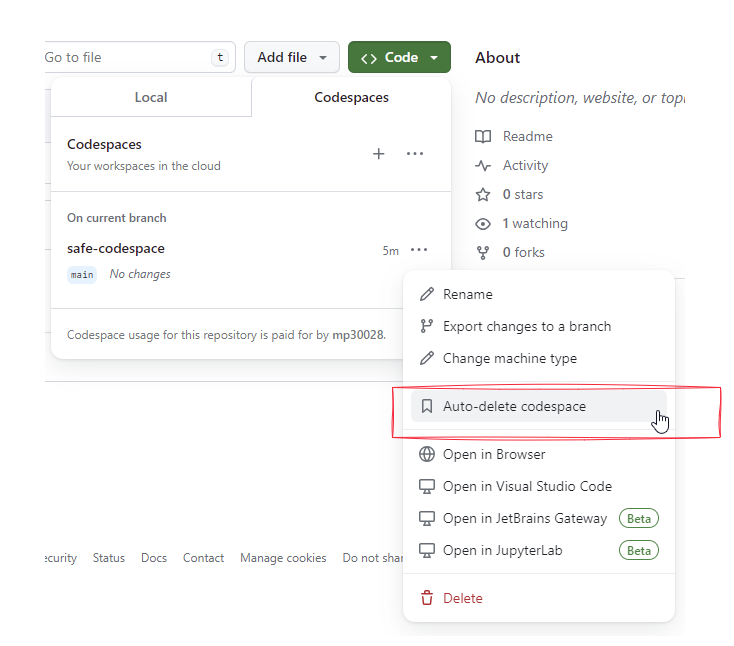 Go to file
t
Add file
Code
About
Local
Codespaces
No description, website, or topi
Codespaces
Your workspaces in the cloud
Readme
Activity
0 stars
1 watching
0 forks
On current branch
safe-codespace
5m
main
No changes
Codespace usage for this repository is paid for by mp30028.
Rename
Export changes to a branch
Change machine type
Auto-delete codespace
Open in Browser
Open in Visual Studio Code
Open in JetBrains Gateway Beta
Open in JupyterLab Beta
Delete
ecurity Status Docs Contact Manage cookies Do not shar